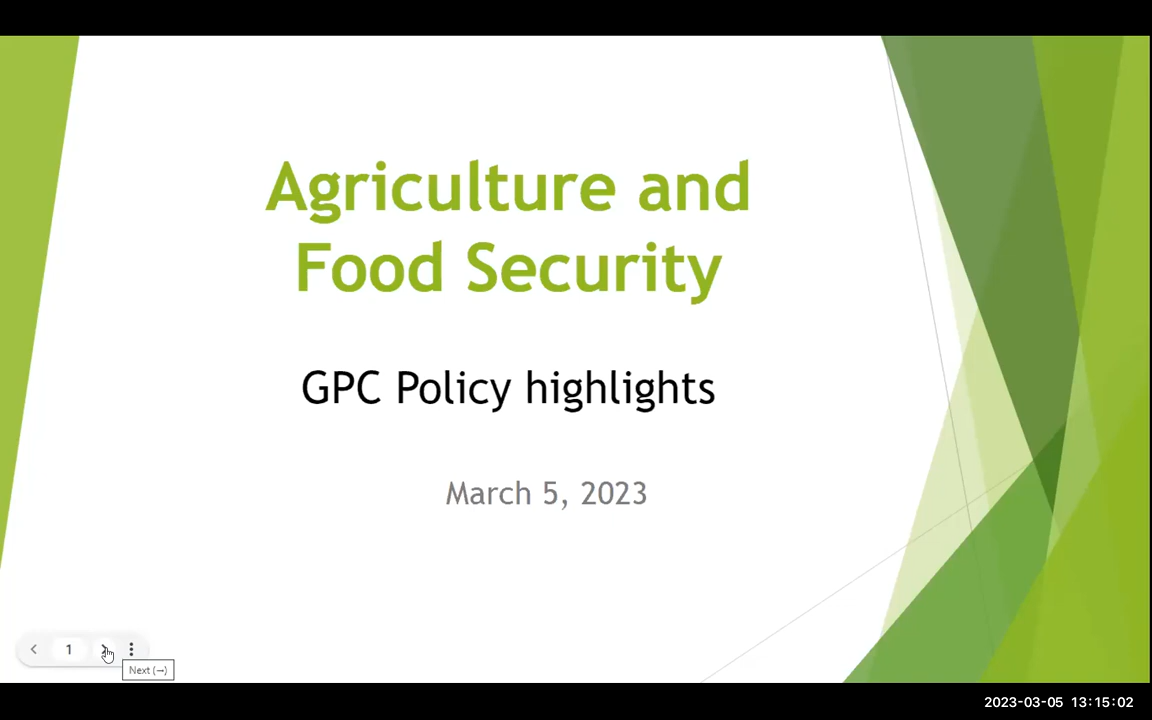 Agriculture and
Food Security
GPC Policy highlights
March 5, 2023
1
Next (→)
2023-03-05 13:15:02